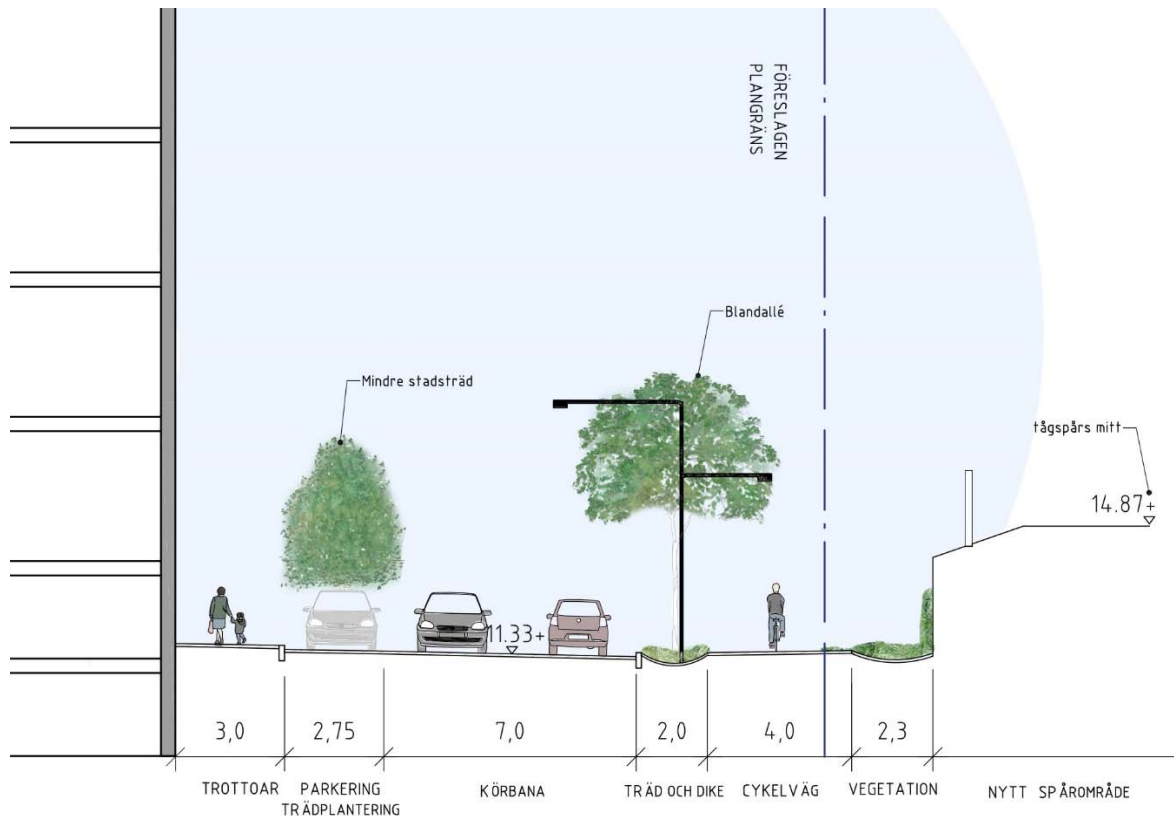 FÖRESLAGEN
PLANGRÄNS
Blandallé
Mindre stadsträd
tågspårs mitt
14.87+
11.33+
3,0
2,75
7,0
2,0
4,0
2,3
TROTTOAR
PARKERING
TRÄDPLANTERING
KÖRBANA
TRÄD OCH DIKE
CYKELVÄG
VEGETATION
NYTT SPÅROMRÅDE